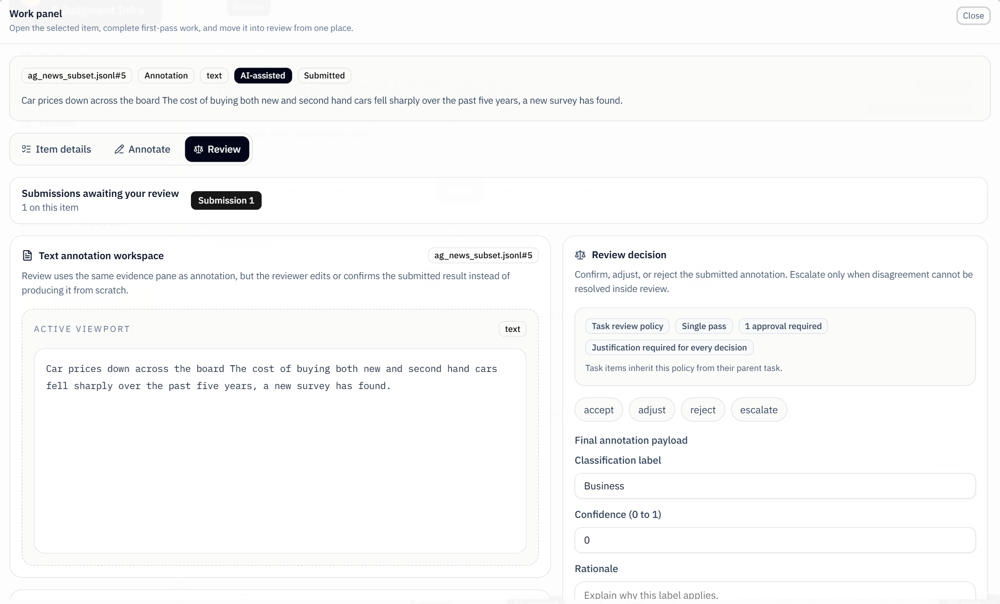 Work panel
Close
Open the selected item, complete first-pass work, and move it into review from one place.
ag_news_subset.jsonl#5
Annotation
text
AI-assisted
Submitted
Car prices down across the board The cost of buying both new and second hand cars fell sharply over the past five years, a new survey has found.
Item details
Annotate
Review
Submissions awaiting your review
1 on this item
Submission 1
Text annotation workspace
ag_news_subset.jsonl#5
Review uses the same evidence pane as annotation, but the reviewer edits or confirms the submitted result instead of
producing it from scratch.
ACTIVE VIEWPORT
text
Car prices down across the board The cost of buying both new and second hand cars
fell sharply over the past five years, a new survey has found.
Review decision
Confirm, adjust, or reject the submitted annotation. Escalate only when disagreement cannot be
resolved inside review.
Task review policy
Single pass
1 approval required
Justification required for every decision
Task items inherit this policy from their parent task.
accept
adjust
reject
escalate
Final annotation payload
Classification label
Business
Confidence (0 to 1)
0
Rationale
Explain why this label applies.